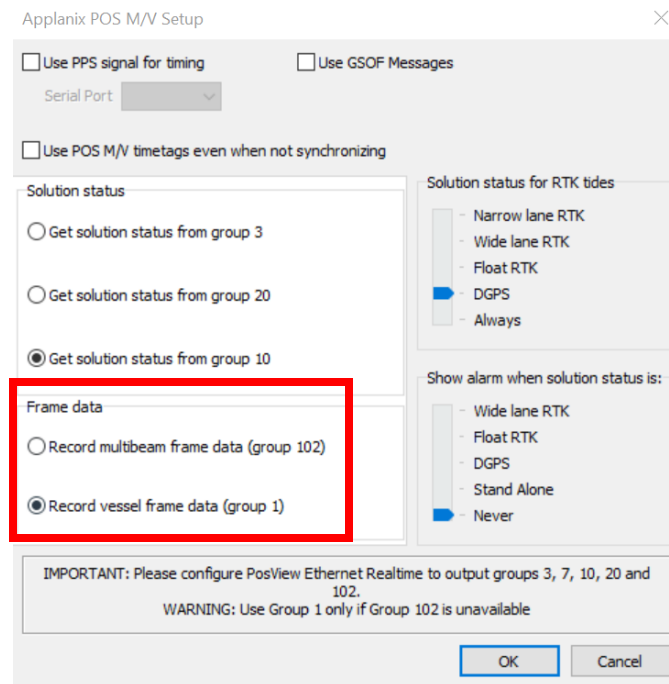 Applanix POS M/V Setup
Use PPS signal for timing
Use GSOF Messages
Serial Port
Use POS M/V timetags even when not synchronizing
Solution status
Get solution status from group 3
Get solution status from group 20
Get solution status from group 10
Frame data
Record multibeam frame data (group 102)
Record vessel frame data (group 1)
Solution status for RTK tides
Narrow lane RTK
Wide lane RTK
Float RTK
DGPS
Always
Show alarm when solution status is:
Wide lane RTK
Float RTK
DGPS
Stand Alone
Never
IMPORTANT: Please configure PosView Ethernet Realtime to output groups 3, 7, 10, 20 and
102.
WARNING: Use Group 1 only if Group 102 is unavailable
OK
Cancel